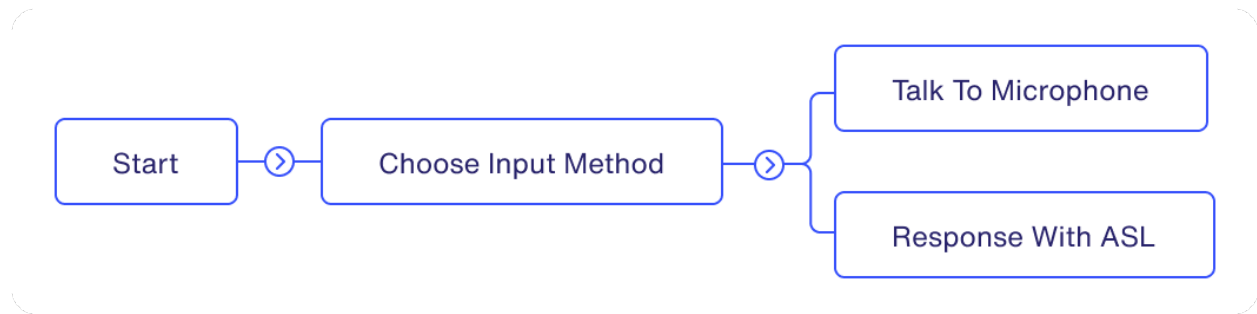 Start
Choose Input Method
Talk To Microphone
Response With ASL